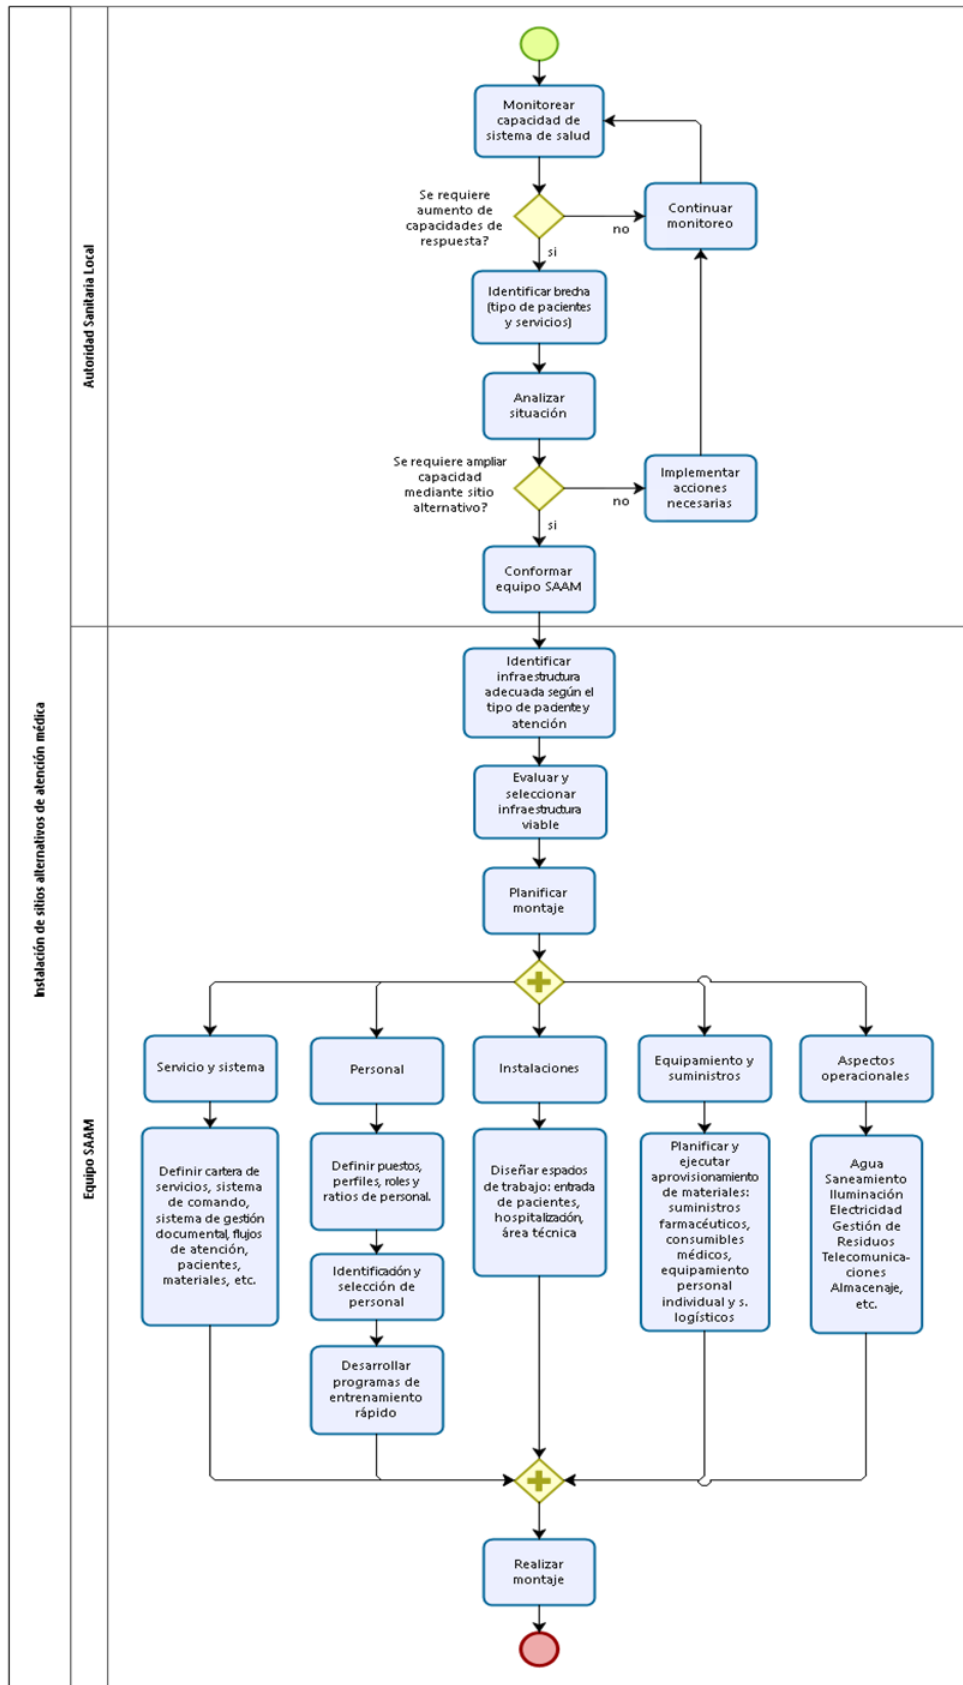 Instalación de sitios alternativos de atención médica
Autoridad Sanitaria Local
Monitorear
capacidad de
sistema de salud
Se requiere
aumento de
capacidades de
respuesta?
no
Continuar
monitoreo
si
Identificar brecha
(tipo de pacientes
y servicios)
Analizar
situación
Se requiere ampliar
capacidad
mediante sitio
alternativo?
no
Implementar
acciones
necesarias
si
Conformar
equipo SAAM
Equipo SAAM
Identificar
infraestructura
adecuada según el
tipo de paciente y
atención
Evaluar y
seleccionar
infraestructura
viable
Planificar
montaje
Servicio y sistema
Personal
Instalaciones
Equipamiento y
suministros
Aspectos
operacionales
Definir cartera de
servicios, sistema
de comando,
sistema de gestión
documental, flujos
de atención,
pacientes,
materiales, etc.
Definir puestos,
perfiles, roles y
ratios de personal.
Identificación y
selección de
personal
Desarrollar
programas de
entrenamiento
rápido
Diseñar espacios
de trabajo: entrada
de pacientes,
hospitalización,
área técnica
Planificar y
ejecutar
aprovisionamiento
de materiales:
suministros
farmacéuticos,
consumibles
médicos,
equipamiento
personal
individual y s.
logísticos
Agua
Saneamiento
Iluminación
Electricidad
Gestión de
Residuos
Telecomunica-
ciones
Almacenaje,
etc.
Realizar
montaje